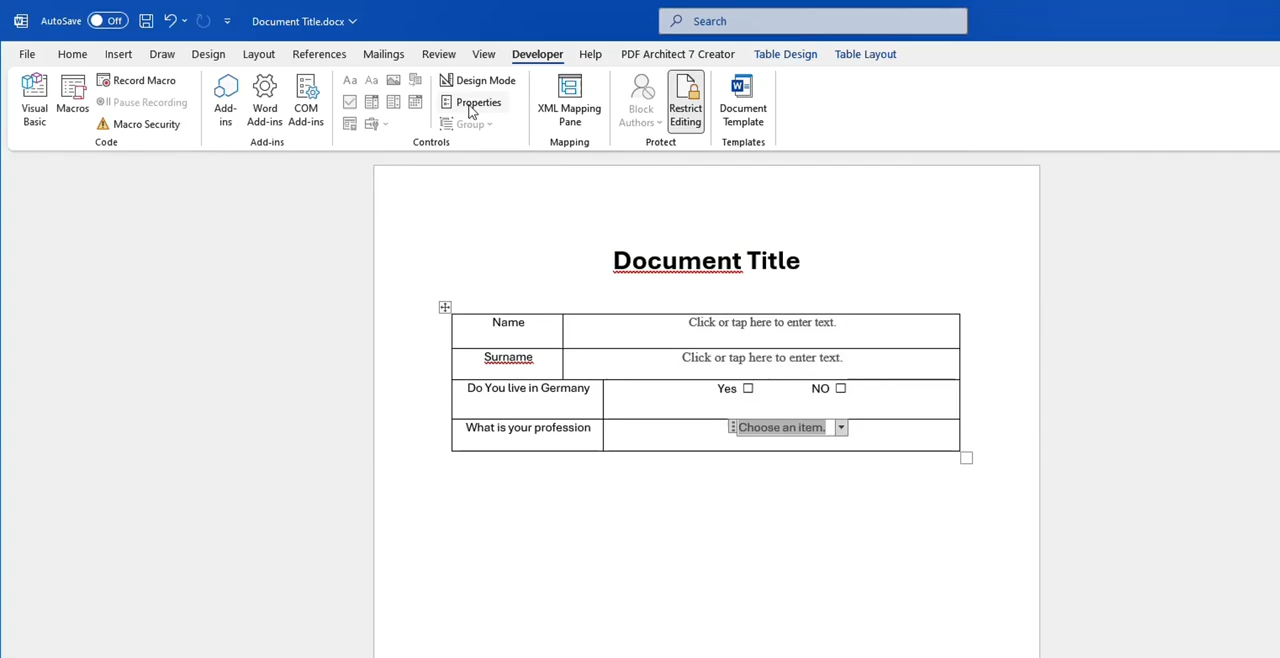 AutoSave Off Document Title.docx Search
File Home Insert Draw Design Layout References Mailings Review View Developer Help PDF Architect 7 Creator Table Design Table Layout
Visual Basic
Macros
Record Macro
Pause Recording
Macro Security
Code
Add-ins
Word Add-ins
COM Add-ins
Add-ins
Aa Aa
Design Mode
Properties
Group
Controls
XML Mapping Pane
Mapping
Block Authors
Restrict Editing
Protect
Document Template
Templates
Document Title
Name Click or tap here to enter text.
Surname Click or tap here to enter text.
Do You live in Germany Yes ☐ NO ☐
What is your profession Choose an item.